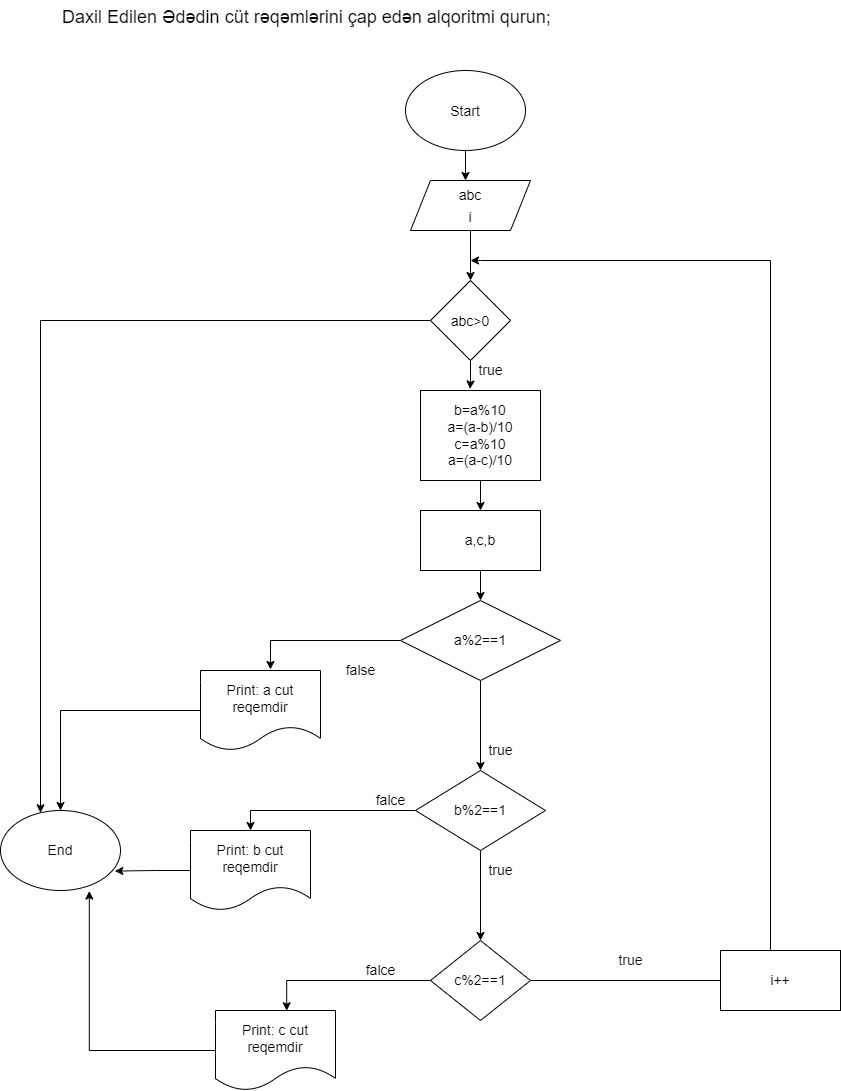 Daxil Edilen Ədədin cüt rəqəmlərini çap edən alqoritmi qurun;
Start
abc
i
abc>0
true
b=a%10
a=(a-b)/10
c=a%10
a=(a-c)/10
a,c,b
a%2==1
false
Print: a cut
reqemdir
true
falce
b%2==1
End
Print: b cut
reqemdir
true
falce
c%2==1
true
i++
Print: c cut
reqemdir